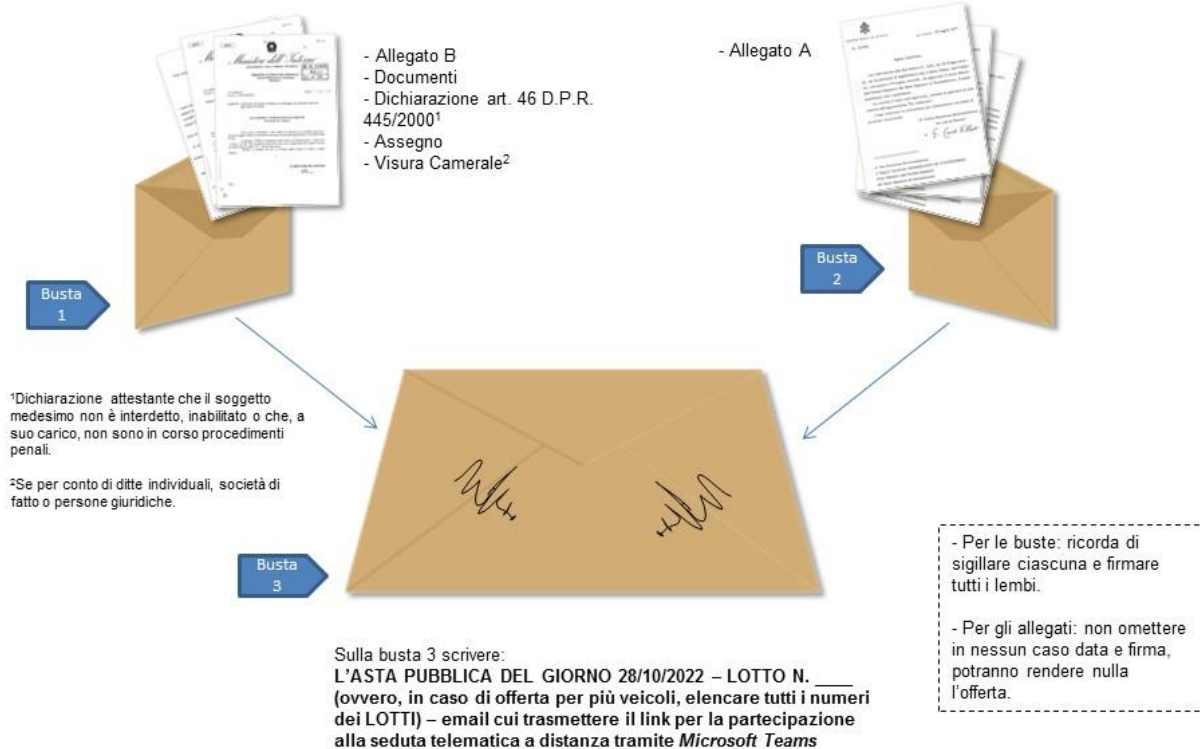 Ministero dell'Interno
- Allegato B
- Documenti
- Dichiarazione art. 46 D.P.R.
445/2000¹
- Assegno
- Visura Camerale²
- Allegato A
Busta
1
Busta
2
¹Dichiarazione attestante che il soggetto
medesimo non è interdetto, inabilitato o che, a
suo carico, non sono in corso procedimenti
penali.
²Se per conto di ditte individuali, società di
fatto o persone giuridiche.
Busta
3
- Per le buste: ricorda di
sigillare ciascuna e firmare
tutti i lembi.
- Per gli allegati: non omettere
in nessun caso data e firma,
potranno rendere nulla
l'offerta.
Sulla busta 3 scrivere:
L'ASTA PUBBLICA DEL GIORNO 28/10/2022 – LOTTO N. ____
(ovvero, in caso di offerta per più veicoli, elencare tutti i numeri
dei LOTTI) – email cui trasmettere il link per la partecipazione
alla seduta telematica a distanza tramite Microsoft Teams